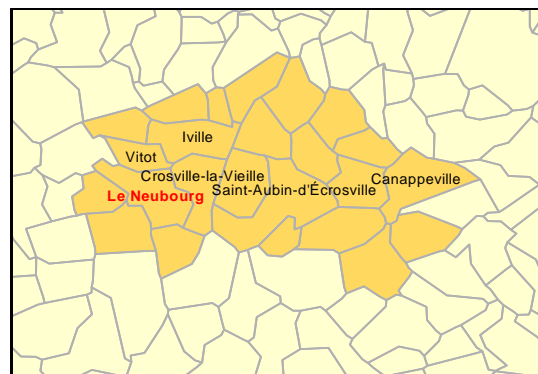 Iville
Vitot
Crosville-la-Vieille
Canappeville
Saint-Aubin-d'Écrosville
Le Neubourg